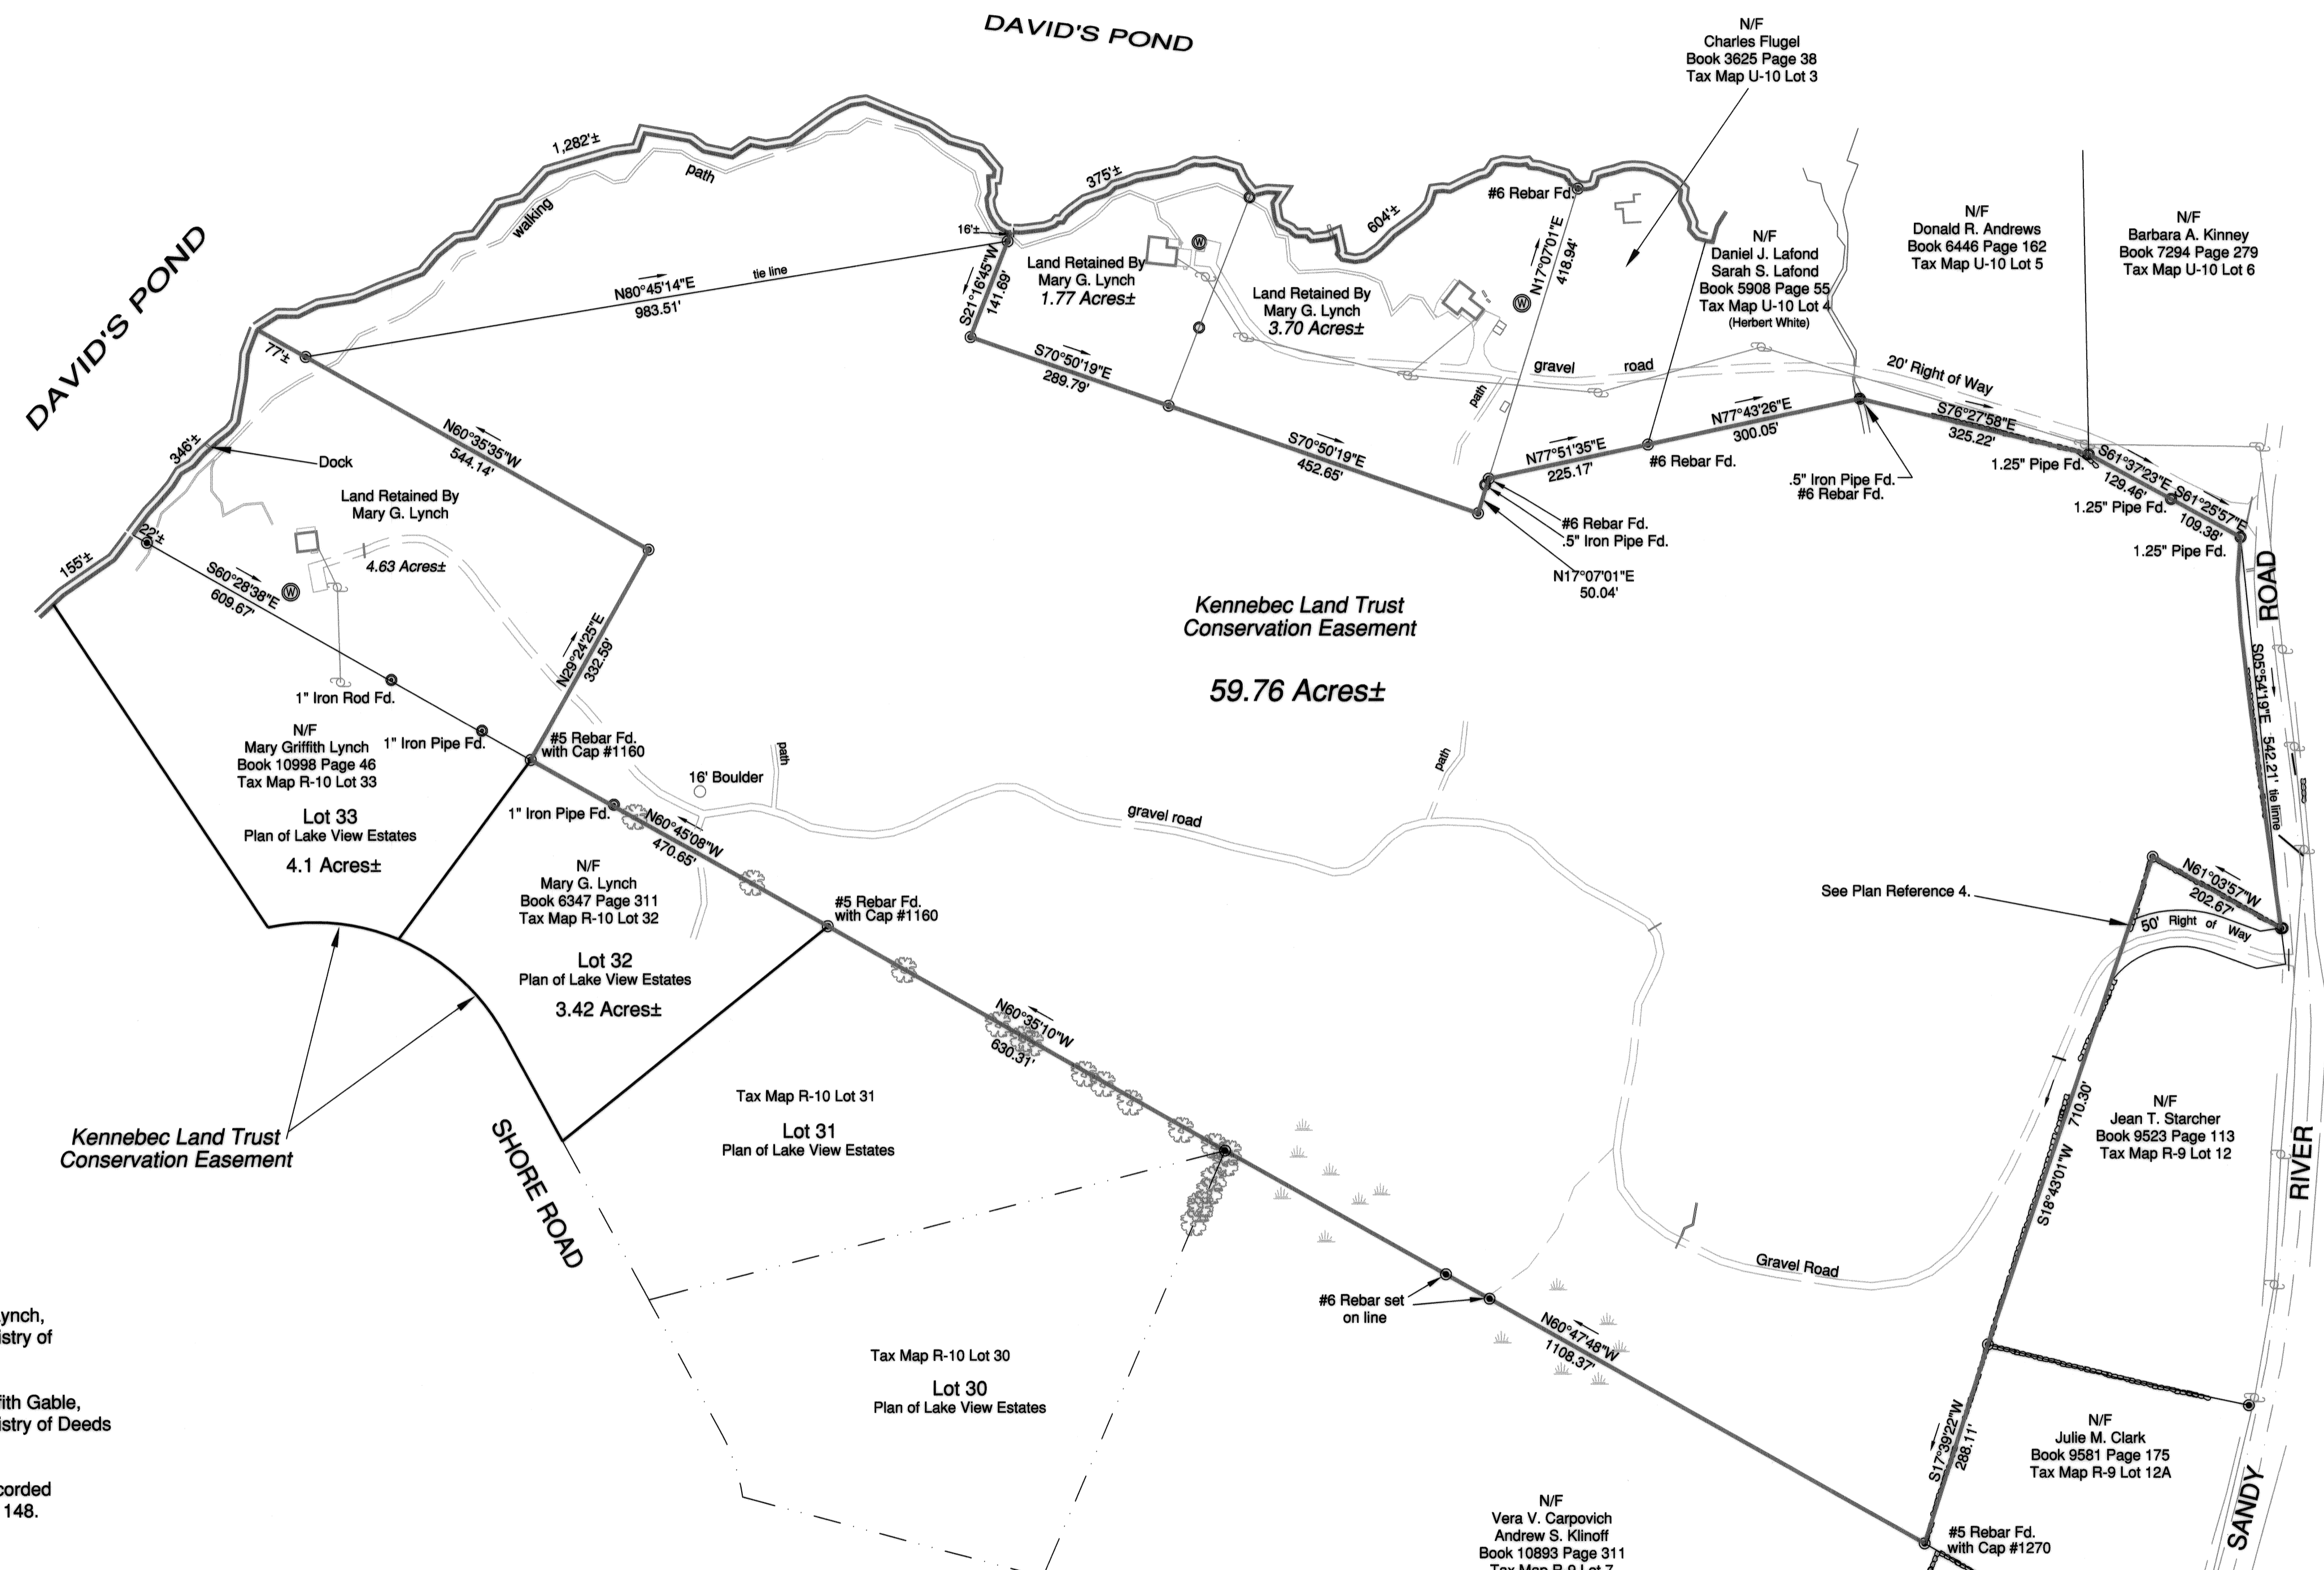 DAVID'S POND
N/F
Charles Flugel
Book 3625 Page 38
Tax Map U-10 Lot 3
DAVID'S POND
1,282'±
path
walking
375'±
604'±
#6 Rebar Fd.
16'±
N80°45'14"E
983.51'
tie line
S21°16'45"W
141.69'
Land Retained By
Mary G. Lynch
1.77 Acres±
W
Land Retained By
Mary G. Lynch
3.70 Acres±
W
N17°07'01"E
418.94'
N/F
Daniel J. Lafond
Sarah S. Lafond
Book 5908 Page 55
Tax Map U-10 Lot 4
(Herbert White)
N/F
Donald R. Andrews
Book 6446 Page 162
Tax Map U-10 Lot 5
N/F
Barbara A. Kinney
Book 7294 Page 279
Tax Map U-10 Lot 6
77'±
S70°50'19"E
289.79'
gravel road
20' Right of Way
path
346'±
Dock
N60°35'35"W
544.14'
S70°50'19"E
452.65'
N77°51'35"E
225.17'
#6 Rebar Fd.
N77°43'26"E
300.05'
S76°27'58"E
325.22'
.5" Iron Pipe Fd.
#6 Rebar Fd.
1.25" Pipe Fd.
S61°37'23"E
129.46'
1.25" Pipe Fd.
S61°25'57"E
109.38'
1.25" Pipe Fd.
Land Retained By
Mary G. Lynch
4.63 Acres±
22'±
155'±
S60°28'38"E
609.67'
W
#6 Rebar Fd.
.5" Iron Pipe Fd.
N17°07'01"E
50.04'
Kennebec Land Trust
Conservation Easement
59.76 Acres±
N29°24'25"E
332.59'
S05°54'19"E 542.21' tie linne
ROAD
1" Iron Rod Fd.
1" Iron Pipe Fd.
#5 Rebar Fd.
with Cap #1160
N/F
Mary Griffith Lynch
Book 10998 Page 46
Tax Map R-10 Lot 33
Lot 33
Plan of Lake View Estates
4.1 Acres±
16' Boulder
path
path
gravel road
1" Iron Pipe Fd.
N60°45'08"W
470.65'
N/F
Mary G. Lynch
Book 6347 Page 311
Tax Map R-10 Lot 32
Lot 32
Plan of Lake View Estates
3.42 Acres±
#5 Rebar Fd.
with Cap #1160
See Plan Reference 4.
N61°03'57"W
202.67'
50' Right of Way
N60°35'10"W
630.31'
Kennebec Land Trust
Conservation Easement
SHORE ROAD
Tax Map R-10 Lot 31
Lot 31
Plan of Lake View Estates
S18°43'01"W 710.30'
N/F
Jean T. Starcher
Book 9523 Page 113
Tax Map R-9 Lot 12
RIVER
Gravel Road
#6 Rebar set
on line
N60°47'48"W
1108.37'
Tax Map R-10 Lot 30
Lot 30
Plan of Lake View Estates
S17°39'22"W
288.11'
N/F
Julie M. Clark
Book 9581 Page 175
Tax Map R-9 Lot 12A
SANDY
#5 Rebar Fd.
with Cap #1270
N/F
Vera V. Carpovich
Andrew S. Klinoff
Book 10893 Page 311
Tax Map R-9 Lot 7
ynch,
istry of
ith Gable,
istry of Deeds
corded
148.